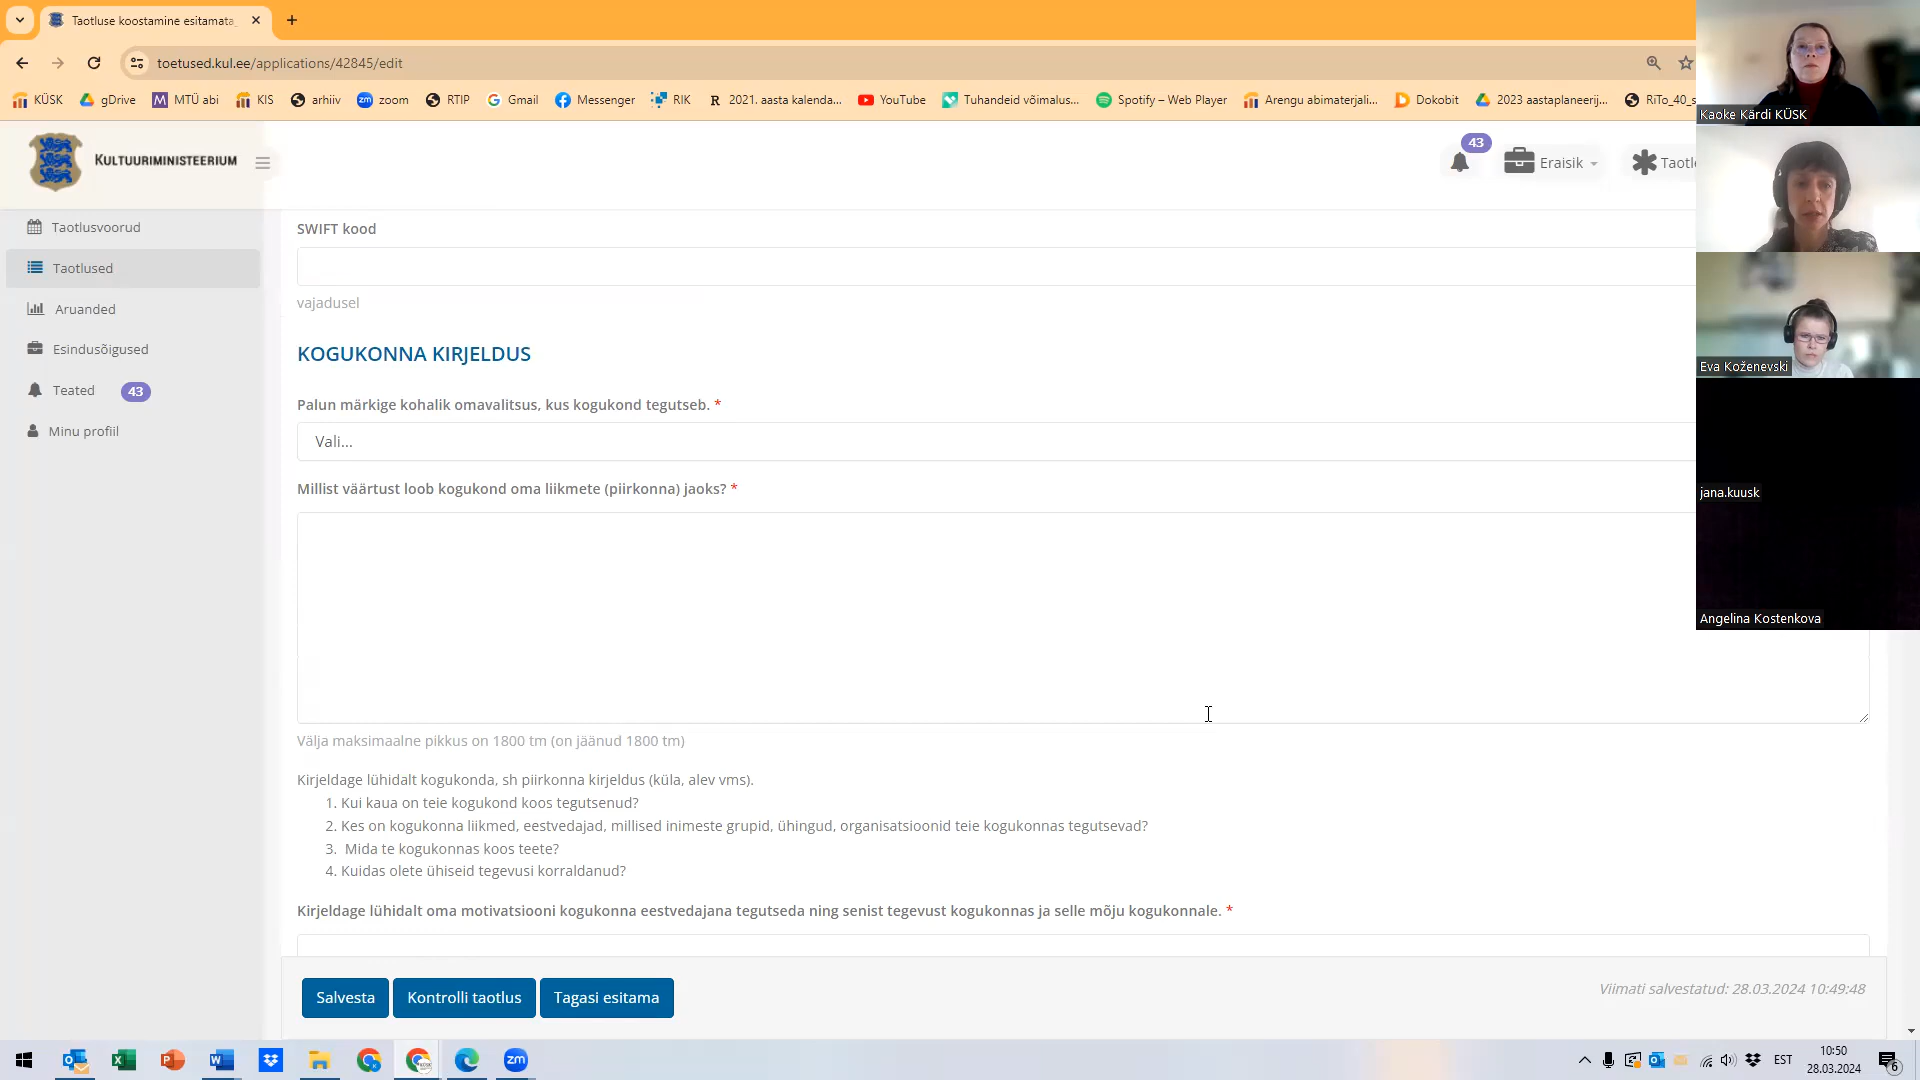 Taotluse koostamine esitamata
toetused.kul.ee/applications/42845/edit
KÜSK
gDrive
MTÜ abi
KIS
arhiiv
zoom
RTIP
Gmail
Messenger
RIK
2021. aasta kalenda...
YouTube
Tuhandeid võimalus...
Spotify – Web Player
Arengu abimaterjali...
Dokobit
2023 aastaplaneerij...
RiTo_40_s
Kaoke Kärdi KÜSK
KULTUURIMINISTEERIUM
43
Eraisik
Taotl
Taotlusvoorud
Taotlused
Aruanded
Esindusõigused
Teated 43
Minu profiil
SWIFT kood
vajadusel
KOGUKONNA KIRJELDUS
Palun märkige kohalik omavalitsus, kus kogukond tegutseb. *
Vali...
Millist väärtust loob kogukond oma liikmete (piirkonna) jaoks? *
Eva Koženevski
jana.kuusk
Angelina Kostenkova
Välja maksimaalne pikkus on 1800 tm (on jäänud 1800 tm)
Kirjeldage lühidalt kogukonda, sh piirkonna kirjeldus (küla, alev vms).
1. Kui kaua on teie kogukond koos tegutsenud?
2. Kes on kogukonna liikmed, eestvedajad, millised inimeste grupid, ühingud, organisatsioonid teie kogukonnas tegutsevad?
3. Mida te kogukonnas koos teete?
4. Kuidas olete ühiseid tegevusi korraldanud?
Kirjeldage lühidalt oma motivatsiooni kogukonna eestvedajana tegutseda ning senist tegevust kogukonnas ja selle mõju kogukonnale. *
Salvesta
Kontrolli taotlus
Tagasi esitama
Viimati salvestatud: 28.03.2024 10:49:48
EST
10:50
28.03.2024
6